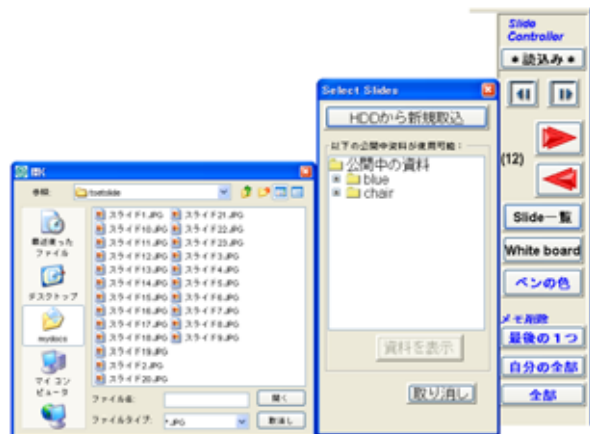 開く
参照:
tsetslide
最近使った
ファイル
デスクトップ
mydocs
マイ コン
ピュータ
スライド1.JPG
スライド10.JPG
スライド11.JPG
スライド12.JPG
スライド13.JPG
スライド14.JPG
スライド15.JPG
スライド16.JPG
スライド17.JPG
スライド18.JPG
スライド19.JPG
スライド2.JPG
スライド20.JPG
スライド21.JPG
スライド22.JPG
スライド23.JPG
スライド3.JPG
スライド4.JPG
スライド5.JPG
スライド6.JPG
スライド7.JPG
スライド8.JPG
スライド9.JPG
ファイル名:
開く
ファイルタイプ:
*.JPG
取消し
Select Slides
HDDから新規取込
以下の公開中資料が使用可能:
公開中の資料
blue
chair
資料を表示
取り消し
Slide
Controller
*読込み*
(12)
Slide一覧
White board
ペンの色
メモ削除
最後の1つ
自分の全部
全部